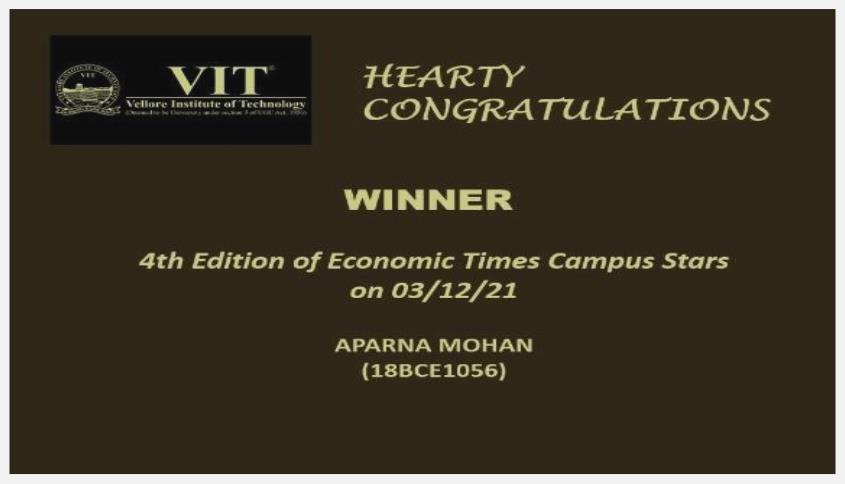 VIT
VIT®
Vellore Institute of Technology
(Deemed to be University under section 3 of UGC Act, 1956)
HEARTY
CONGRATULATIONS
WINNER
4th Edition of Economic Times Campus Stars
on 03/12/21
APARNA MOHAN
(18BCE1056)